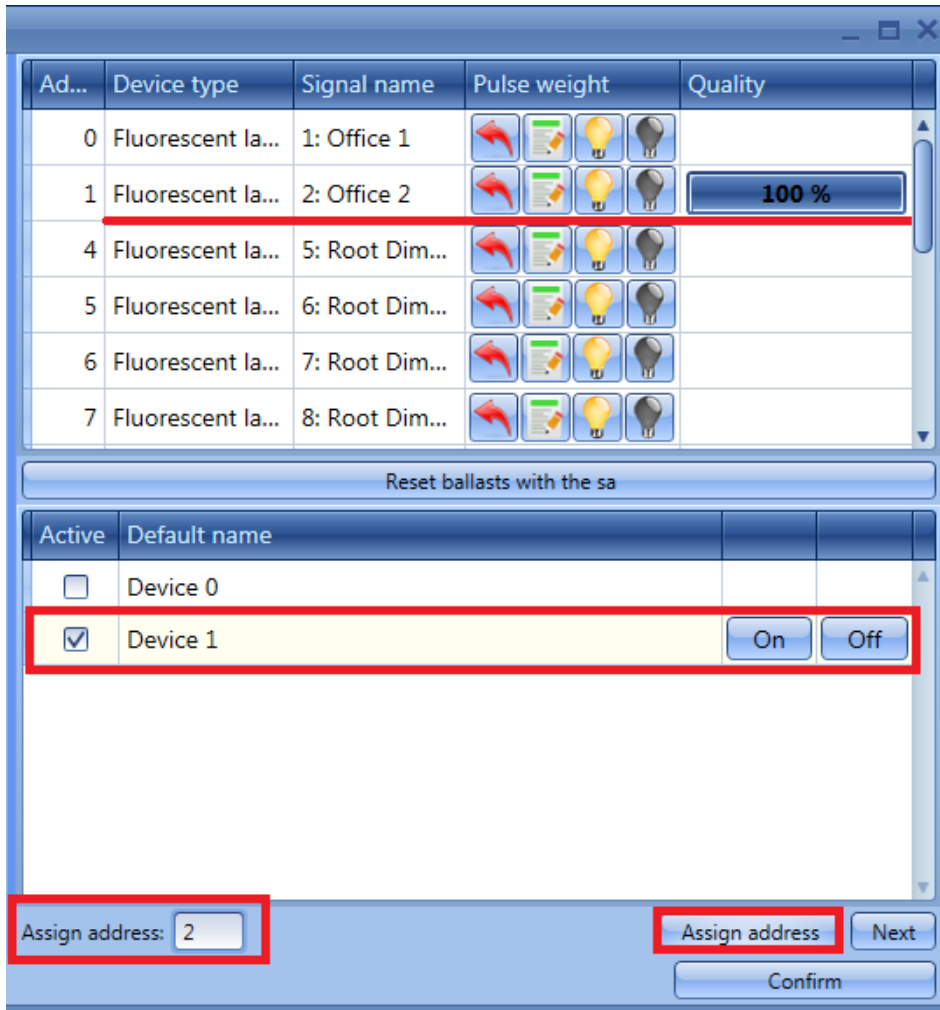 Ad... Device type Signal name Pulse weight Quality
0 Fluorescent la... 1: Office 1
1 Fluorescent la... 2: Office 2 100 %
4 Fluorescent la... 5: Root Dim...
5 Fluorescent la... 6: Root Dim...
6 Fluorescent la... 7: Root Dim...
7 Fluorescent la... 8: Root Dim...
Reset ballasts with the sa
Active Default name
Device 0
Device 1 On Off
Assign address: 2 Assign address Next
Confirm